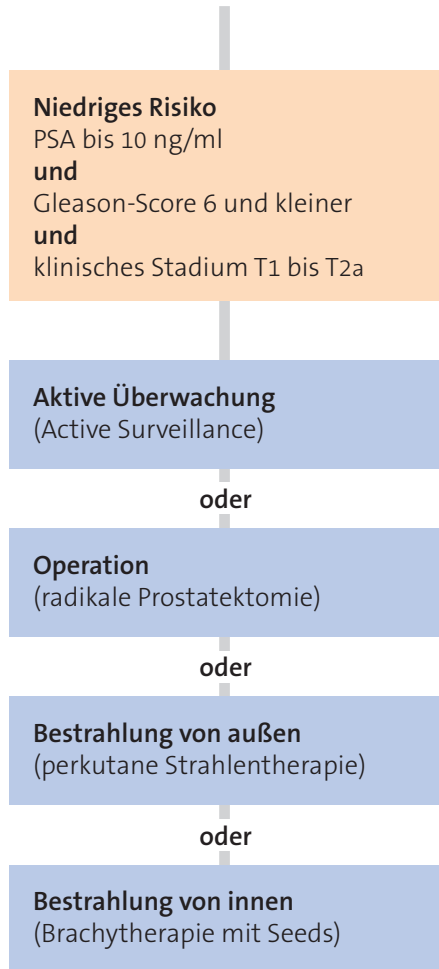 Niedriges Risiko
PSA bis 10 ng/ml
und
Gleason-Score 6 und kleiner
und
klinisches Stadium T1 bis T2a
Aktive Überwachung
(Active Surveillance)
oder
Operation
(radikale Prostatektomie)
oder
Bestrahlung von außen
(perkutane Strahlentherapie)
oder
Bestrahlung von innen
(Brachytherapie mit Seeds)